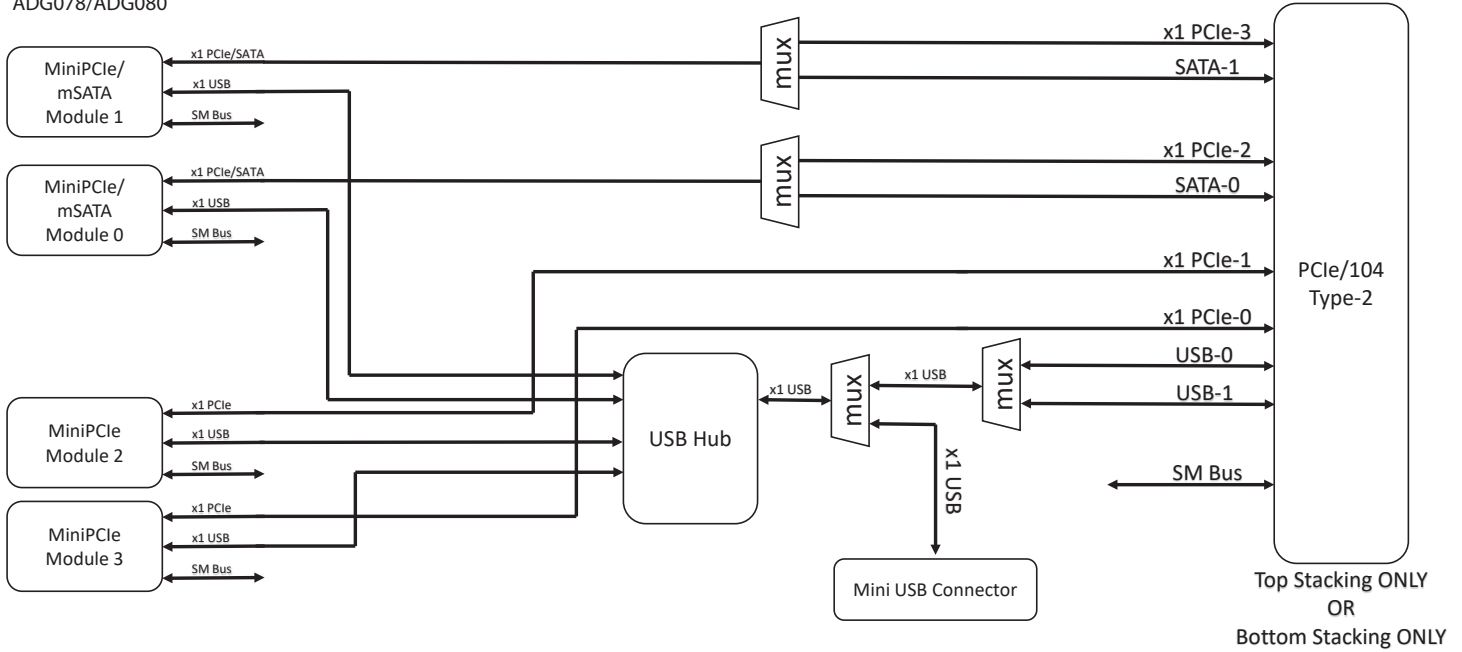 ADG078/ADG080
MiniPCIe/
mSATA
Module 1
x1 PCIe/SATA
x1 USB
SM Bus
mux
x1 PCIe-3
SATA-1
MiniPCIe/
mSATA
Module 0
x1 PCIe/SATA
x1 USB
SM Bus
mux
x1 PCIe-2
SATA-0
x1 PCIe-1
x1 PCIe-0
PCIe/104
Type-2
MiniPCIe
Module 2
x1 PCIe
x1 USB
SM Bus
MiniPCIe
Module 3
x1 PCIe
x1 USB
SM Bus
USB Hub
x1 USB
mux
x1 USB
mux
USB-0
USB-1
x1 USB
SM Bus
Mini USB Connector
Top Stacking ONLY
OR
Bottom Stacking ONLY